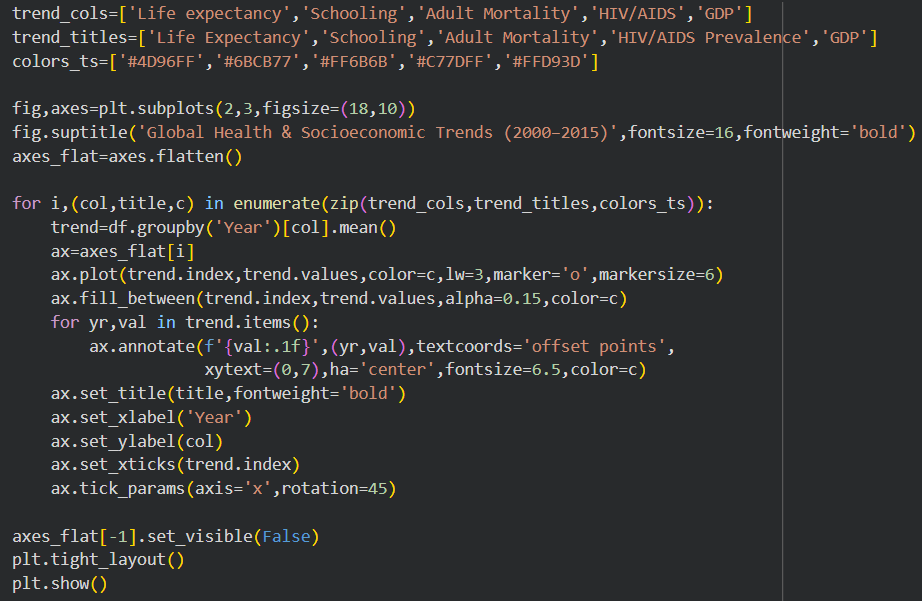 trend_cols=['Life expectancy','Schooling','Adult Mortality','HIV/AIDS','GDP']
trend_titles=['Life Expectancy','Schooling','Adult Mortality','HIV/AIDS Prevalence','GDP']
colors_ts=['#4D96FF','#6BCB77','#FF6B6B','#C77DFF','#FFD93D']

fig,axes=plt.subplots(2,3,figsize=(18,10))
fig.suptitle('Global Health & Socioeconomic Trends (2000–2015)',fontsize=16,fontweight='bold')
axes_flat=axes.flatten()

for i,(col,title,c) in enumerate(zip(trend_cols,trend_titles,colors_ts)):
    trend=df.groupby('Year')[col].mean()
    ax=axes_flat[i]
    ax.plot(trend.index,trend.values,color=c,lw=3,marker='o',markersize=6)
    ax.fill_between(trend.index,trend.values,alpha=0.15,color=c)
    for yr,val in trend.items():
        ax.annotate(f'{val:.1f}',(yr,val),textcoords='offset points',
                    xytext=(0,7),ha='center',fontsize=6.5,color=c)
    ax.set_title(title,fontweight='bold')
    ax.set_xlabel('Year')
    ax.set_ylabel(col)
    ax.set_xticks(trend.index)
    ax.tick_params(axis='x',rotation=45)

axes_flat[-1].set_visible(False)
plt.tight_layout()
plt.show()